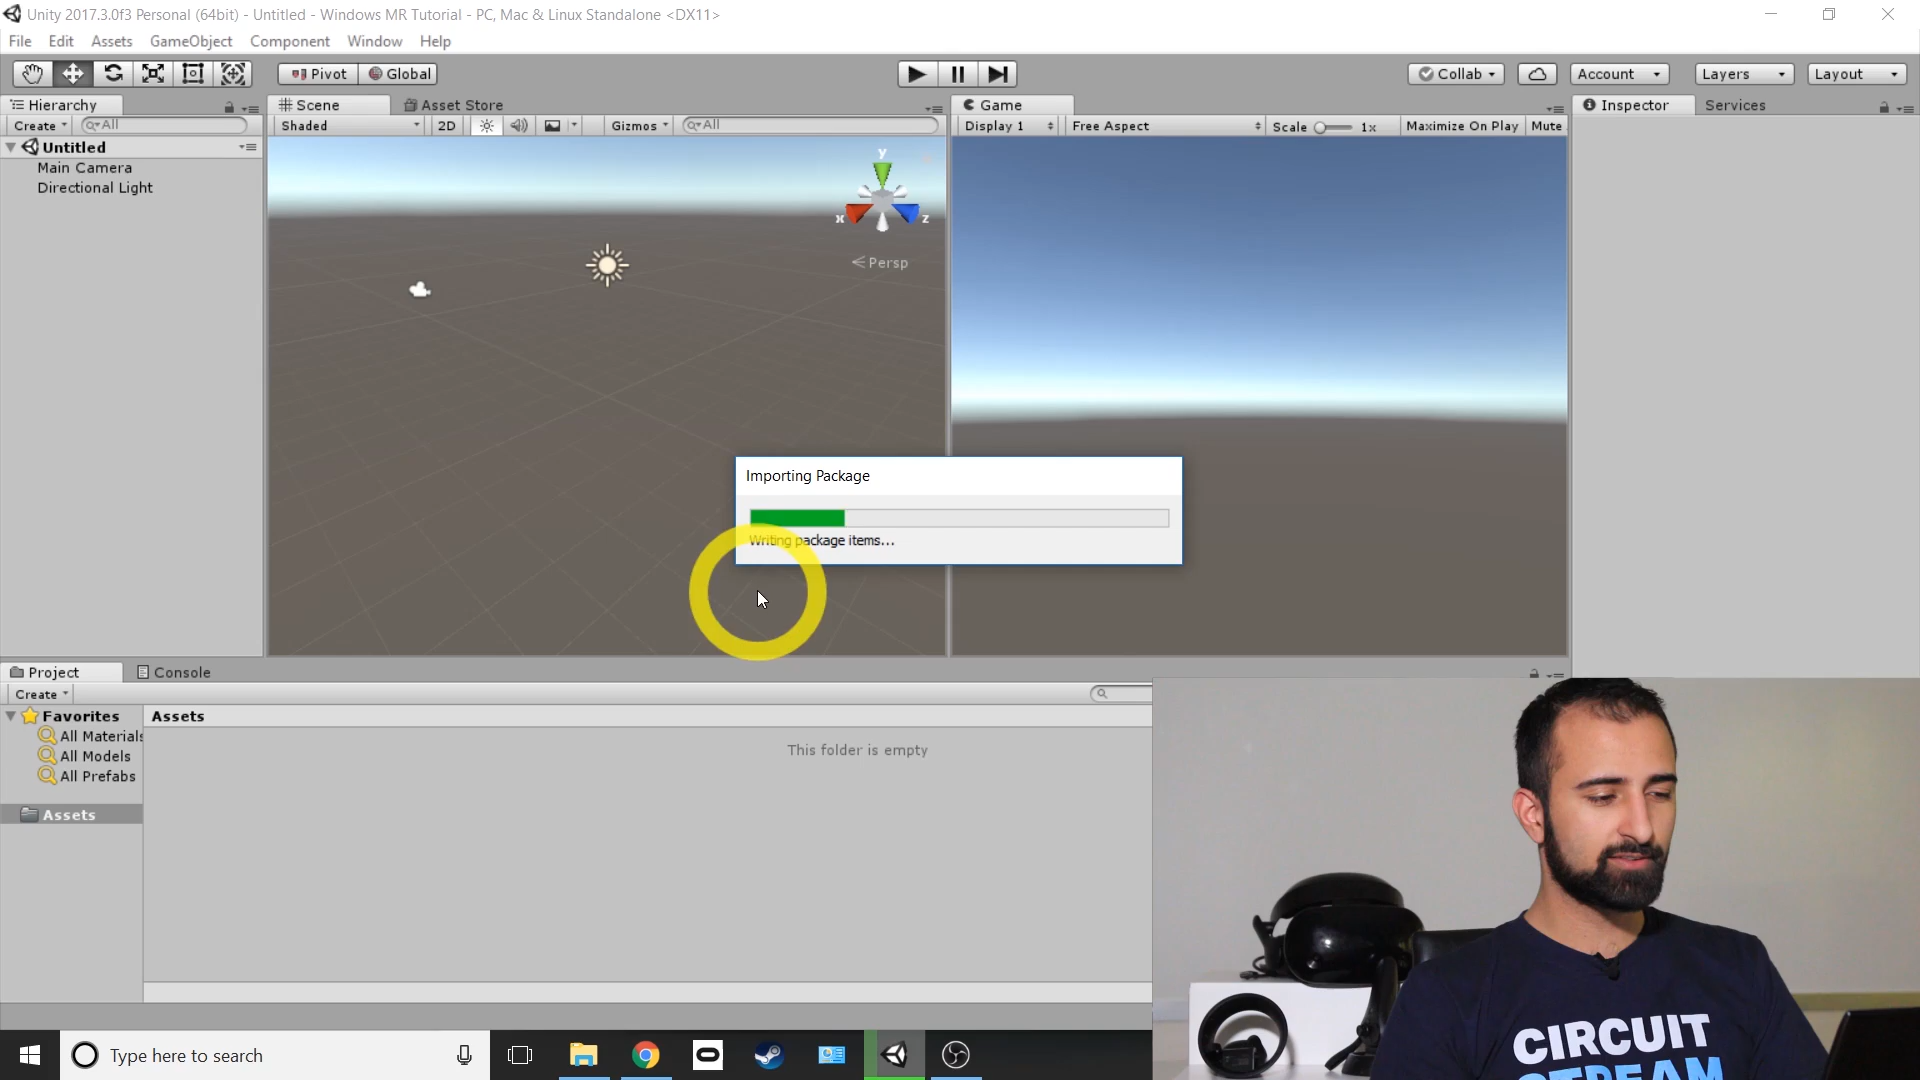 Unity 2017.3.0f3 Personal (64bit) - Untitled - Windows MR Tutorial - PC, Mac & Linux Standalone <DX11>
File Edit Assets GameObject Component Window Help
Pivot Global Collab Account Layers Layout
Hierarchy Scene Asset Store Game Inspector Services
Create All Shaded 2D Gizmos All Display 1 Free Aspect Scale 1x Maximize On Play Mute
Untitled
Main Camera
Directional Light
y
x z
Persp
Importing Package
Writing package items...
Project Console
Create
Favorites Assets
All Materials
All Models This folder is empty
All Prefabs
Assets
CIRCUIT
STREAM
Type here to search